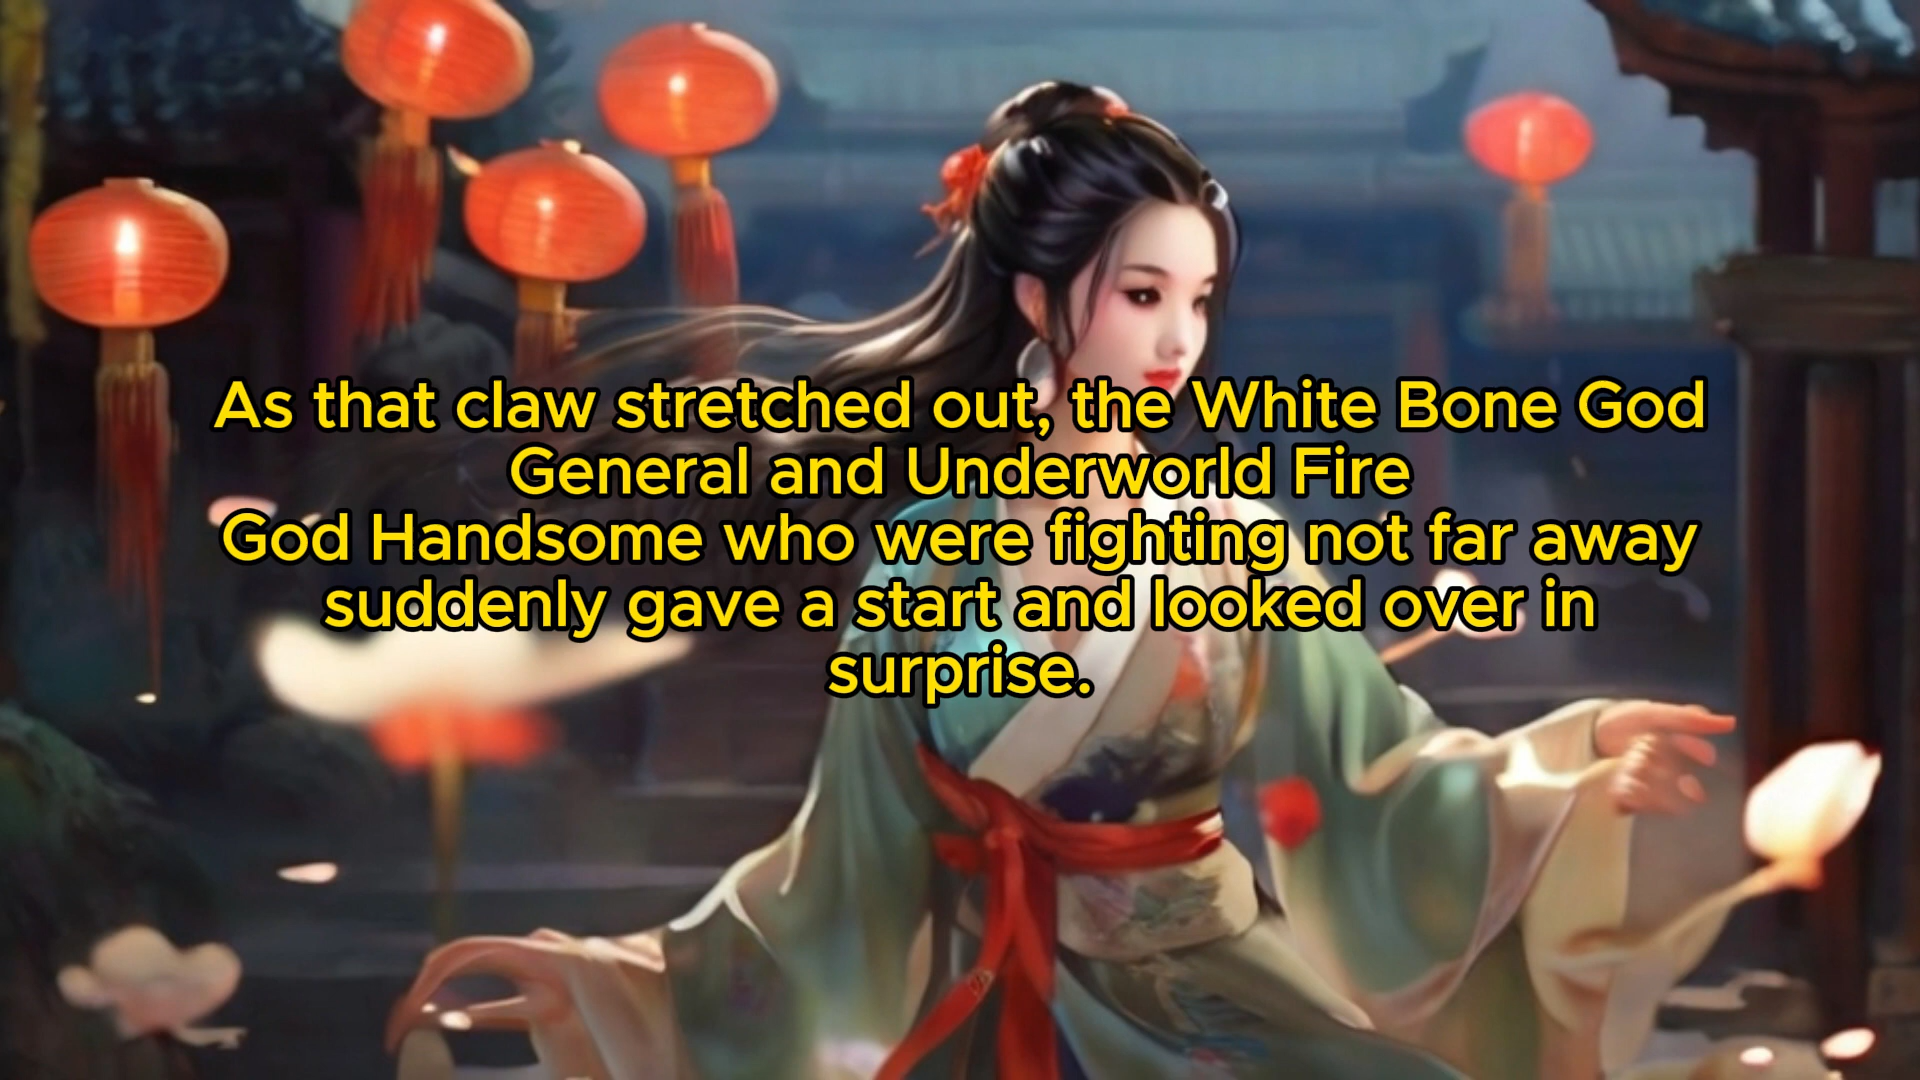 As that claw stretched out, the White Bone God
General and Underworld Fire
God Handsome who were fighting not far away
suddenly gave a start and looked over in
surprise.